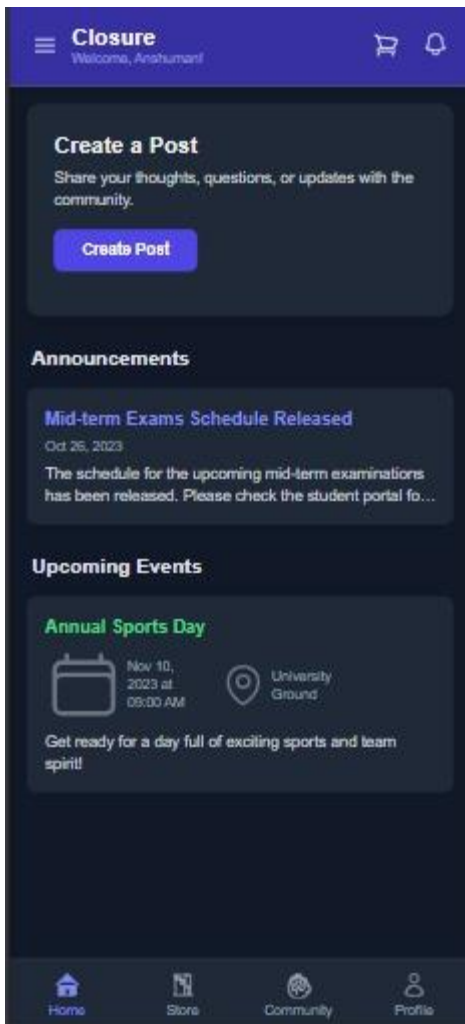 Closure
Welcome, Anshuman!
Create a Post
Share your thoughts, questions, or updates with the
community.
Create Post
Announcements
Mid-term Exams Schedule Released
Oct 26, 2023
The schedule for the upcoming mid-term examinations
has been released. Please check the student portal fo...
Upcoming Events
Annual Sports Day
Nov 10,
2023 at
09:00 AM
University
Ground
Get ready for a day full of exciting sports and team
spirit!
Home
Store
Community
Profile